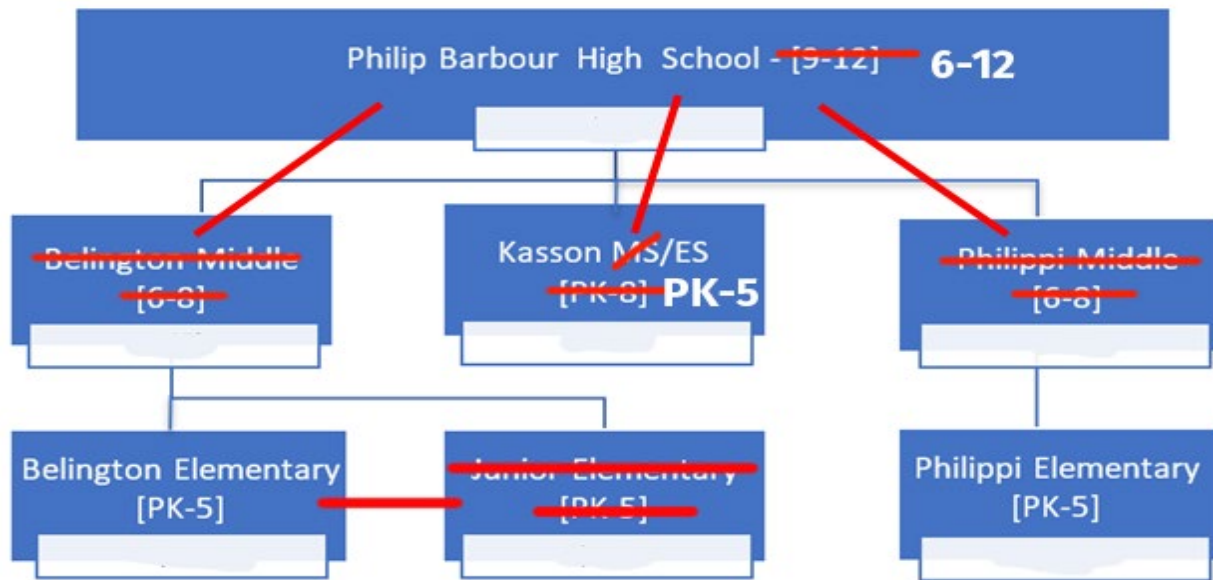 Philip Barbour High School - [9-12] 6-12
Belington Middle
[6-8]
Kasson MS/ES
[PK-8] PK-5
Philippi Middle
[6-8]
Belington Elementary
[PK-5]
Junior Elementary
[PK-5]
Philippi Elementary
[PK-5]